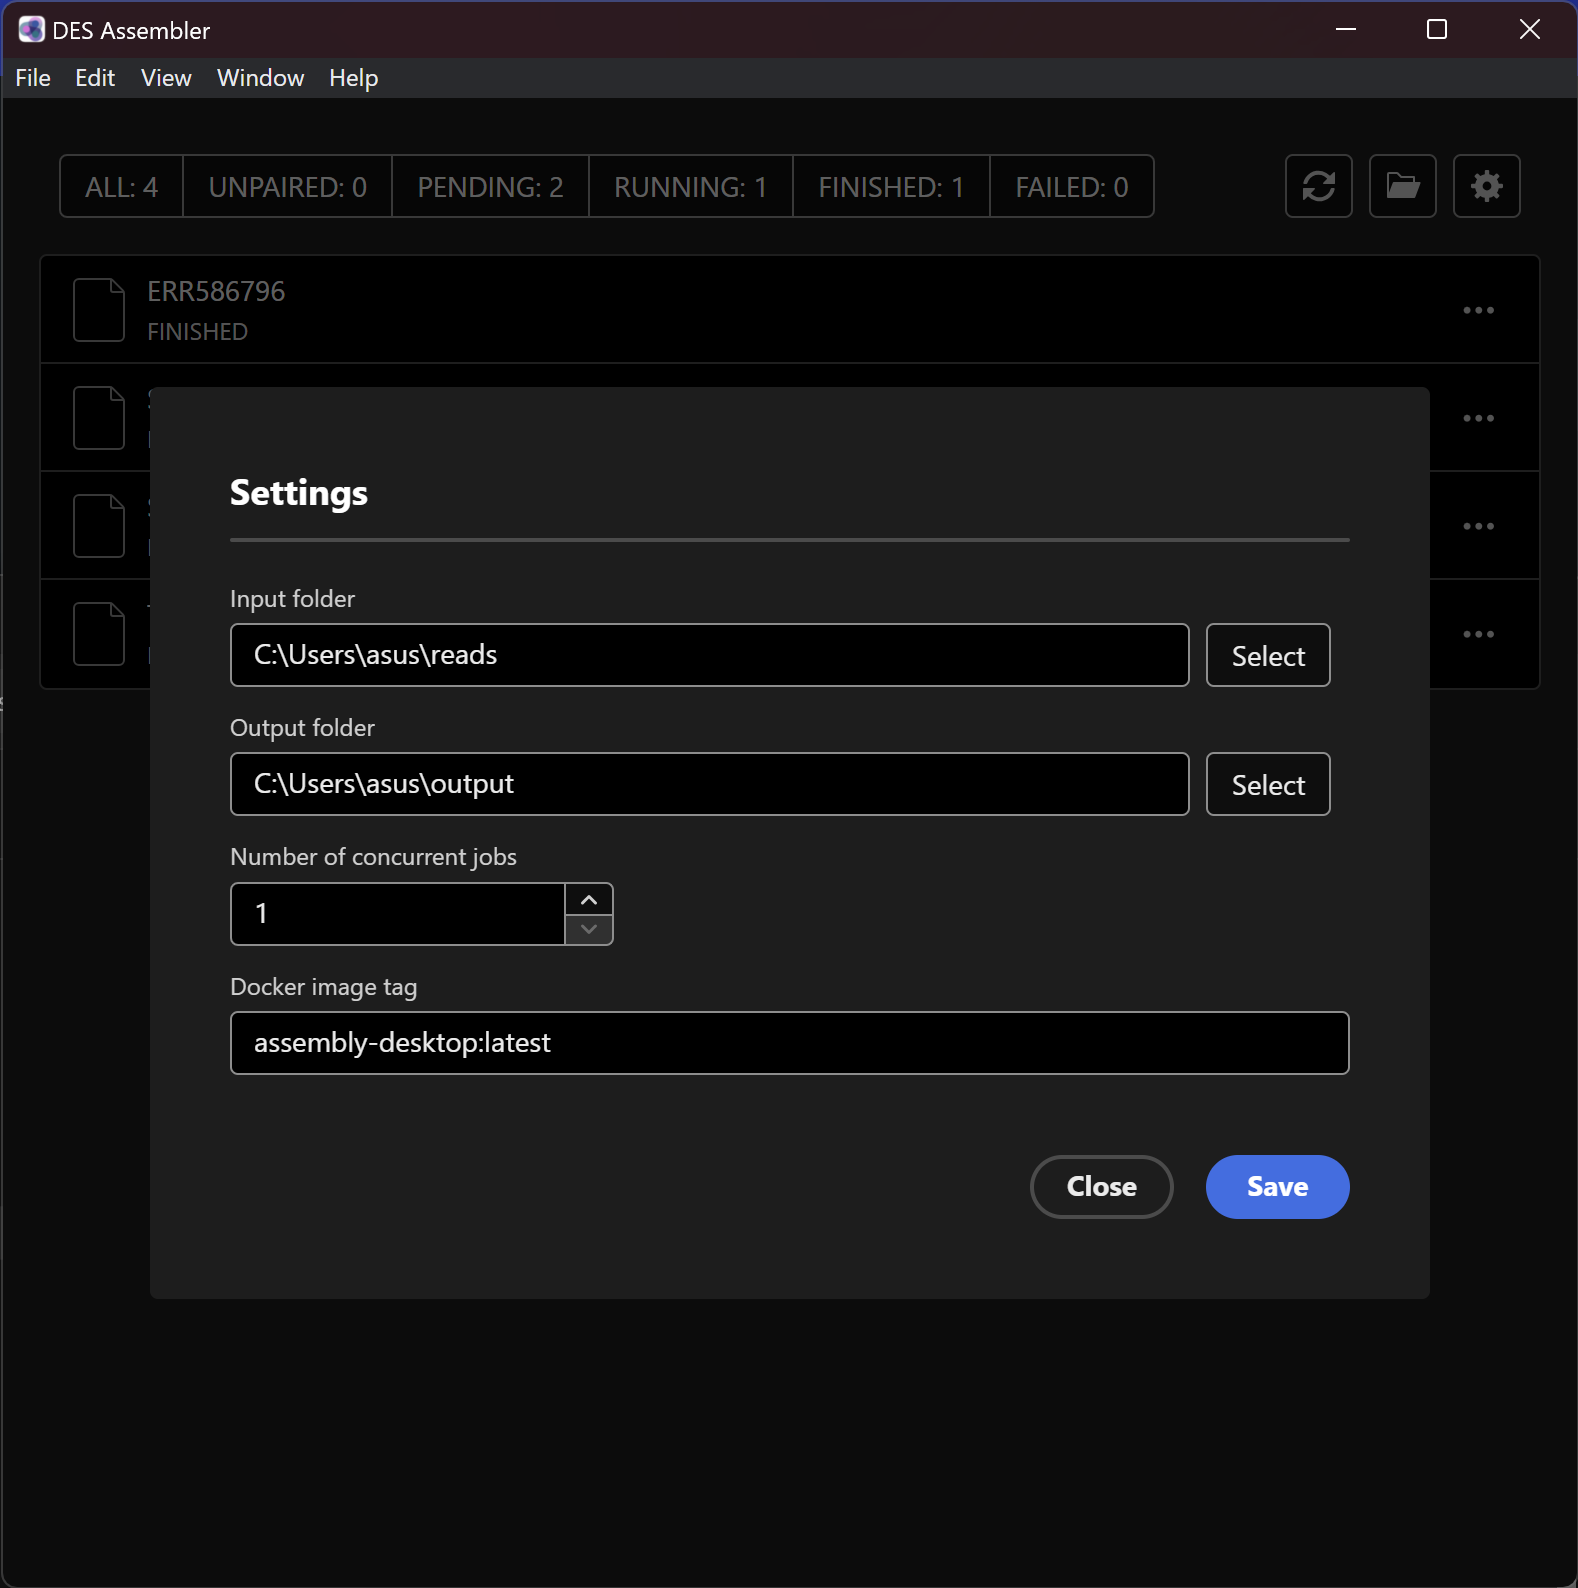 DES Assembler
File Edit View Window Help
ALL: 4 UNPAIRED: 0 PENDING: 2 RUNNING: 1 FINISHED: 1 FAILED: 0
ERR586796
FINISHED
Settings
Input folder
C:\Users\asus\reads Select
Output folder
C:\Users\asus\output Select
Number of concurrent jobs
1
Docker image tag
assembly-desktop:latest
Close Save